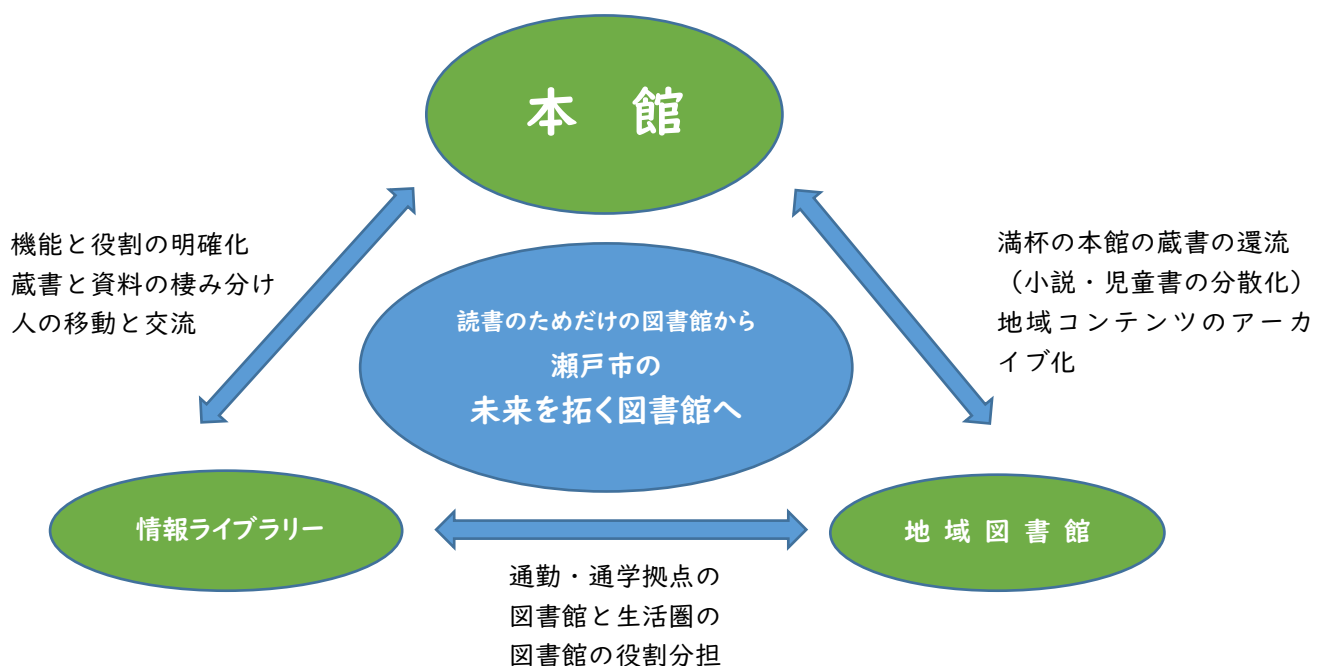 本　館
機能と役割の明確化
蔵書と資料の棲み分け
人の移動と交流
満杯の本館の蔵書の還流
（小説・児童書の分散化）
地域コンテンツのアーカ
イブ化
読書のためだけの図書館から
瀬戸市の
未来を拓く図書館へ
情報ライブラリー
地 域 図 書 館
通勤・通学拠点の
図書館と生活圏の
図書館の役割分担